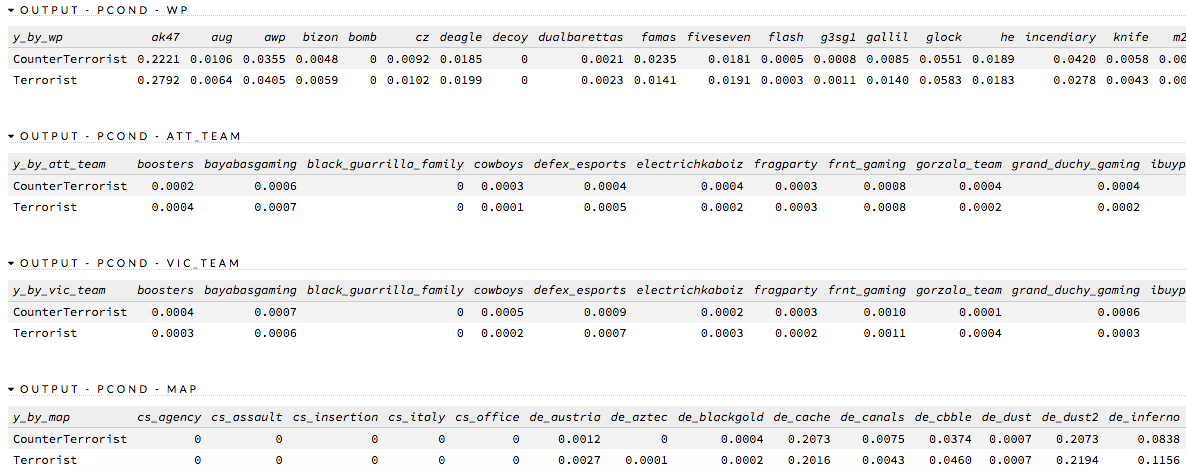 OUTPUT - PCOND - WP
y_by_wp ak47 aug awp bizon bomb cz deagle decoy dualbarettas famas fiveseven flash g3sg1 gallil glock he incendiary knife m2
CounterTerrorist 0.2221 0.0106 0.0355 0.0048 0 0.0092 0.0185 0 0.0021 0.0235 0.0181 0.0005 0.0008 0.0085 0.0551 0.0189 0.0420 0.0058 0.00
Terrorist 0.2792 0.0064 0.0405 0.0059 0 0.0102 0.0199 0 0.0023 0.0141 0.0191 0.0003 0.0011 0.0140 0.0583 0.0183 0.0278 0.0043 0.00
OUTPUT - PCOND - ATT_TEAM
y_by_att_team boosters bayabasgaming black_guarrilla_family cowboys defex_esports electrichkaboiz fragparty frnt_gaming gorzala_team grand_duchy_gaming ibuyp
CounterTerrorist 0.0002 0.0006 0 0.0003 0.0004 0.0004 0.0003 0.0008 0.0004 0.0004
Terrorist 0.0004 0.0007 0 0.0001 0.0005 0.0002 0.0003 0.0008 0.0002 0.0002
OUTPUT - PCOND - VIC_TEAM
y_by_vic_team boosters bayabasgaming black_guarrilla_family cowboys defex_esports electrichkaboiz fragparty frnt_gaming gorzala_team grand_duchy_gaming ibuyp
CounterTerrorist 0.0004 0.0007 0 0.0005 0.0009 0.0002 0.0003 0.0010 0.0001 0.0006
Terrorist 0.0003 0.0006 0 0.0002 0.0007 0.0003 0.0002 0.0011 0.0004 0.0003
OUTPUT - PCOND - MAP
y_by_map cs_agency cs_assault cs_insertion cs_italy cs_office de_austria de_aztec de_blackgold de_cache de_canals de_cbble de_dust de_dust2 de_inferno
CounterTerrorist 0 0 0 0 0 0.0012 0 0.0004 0.2073 0.0075 0.0374 0.0007 0.2073 0.0838
Terrorist 0 0 0 0 0 0.0027 0.0001 0.0002 0.2016 0.0043 0.0460 0.0007 0.2194 0.1156